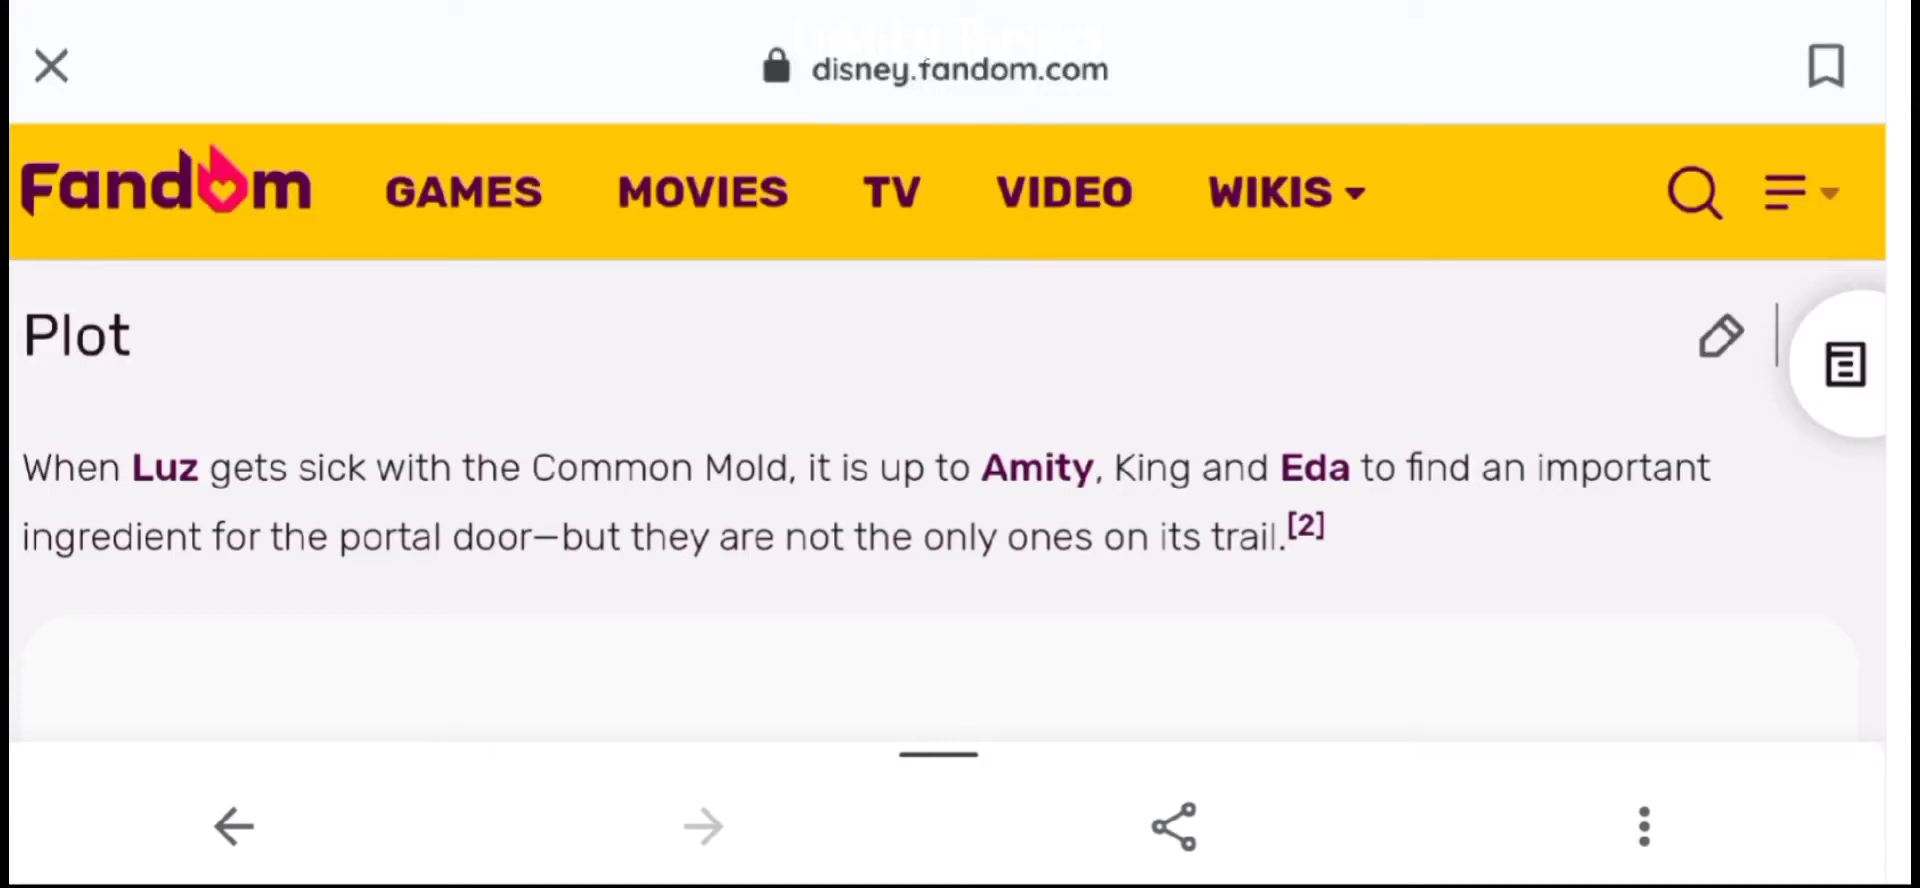 disney.fandom.com
Fandom GAMES MOVIES TV VIDEO WIKIS
Plot
When Luz gets sick with the Common Mold, it is up to Amity, King and Eda to find an important
ingredient for the portal door—but they are not the only ones on its trail.[2]